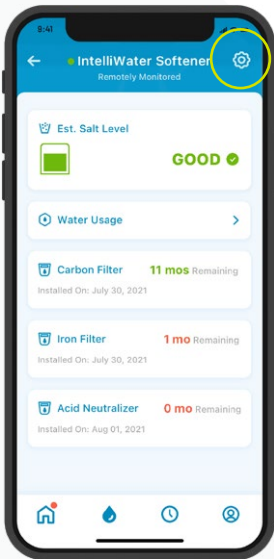 9:41
IntelliWater Softener
Remotely Monitored
Est. Salt Level
GOOD
Water Usage
Carbon Filter 11 mos Remaining
Installed On: July 30, 2021
Iron Filter 1 mo Remaining
Installed On: July 30, 2021
Acid Neutralizer 0 mo Remaining
Installed On: Aug 01, 2021